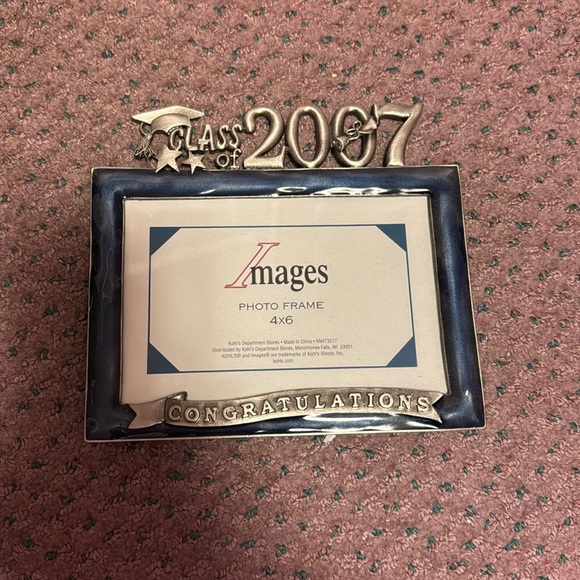 CLASS
of 2007
Images
PHOTO FRAME
4x6
Kohl's Department Stores • Made in China •
Distributed by Kohl's Department Stores, Menomonee Falls, WI 53051
KOHL'S® and Images® are trademarks of Kohl's Illinois, Inc.
kohls.com
CONGRATULATIONS